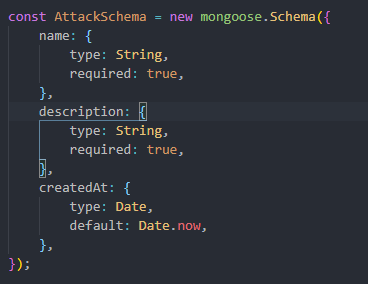 const AttackSchema = new mongoose.Schema({
    name: {
        type: String,
        required: true,
    },
    description: {
        type: String,
        required: true,
    },
    createdAt: {
        type: Date,
        default: Date.now,
    },
});